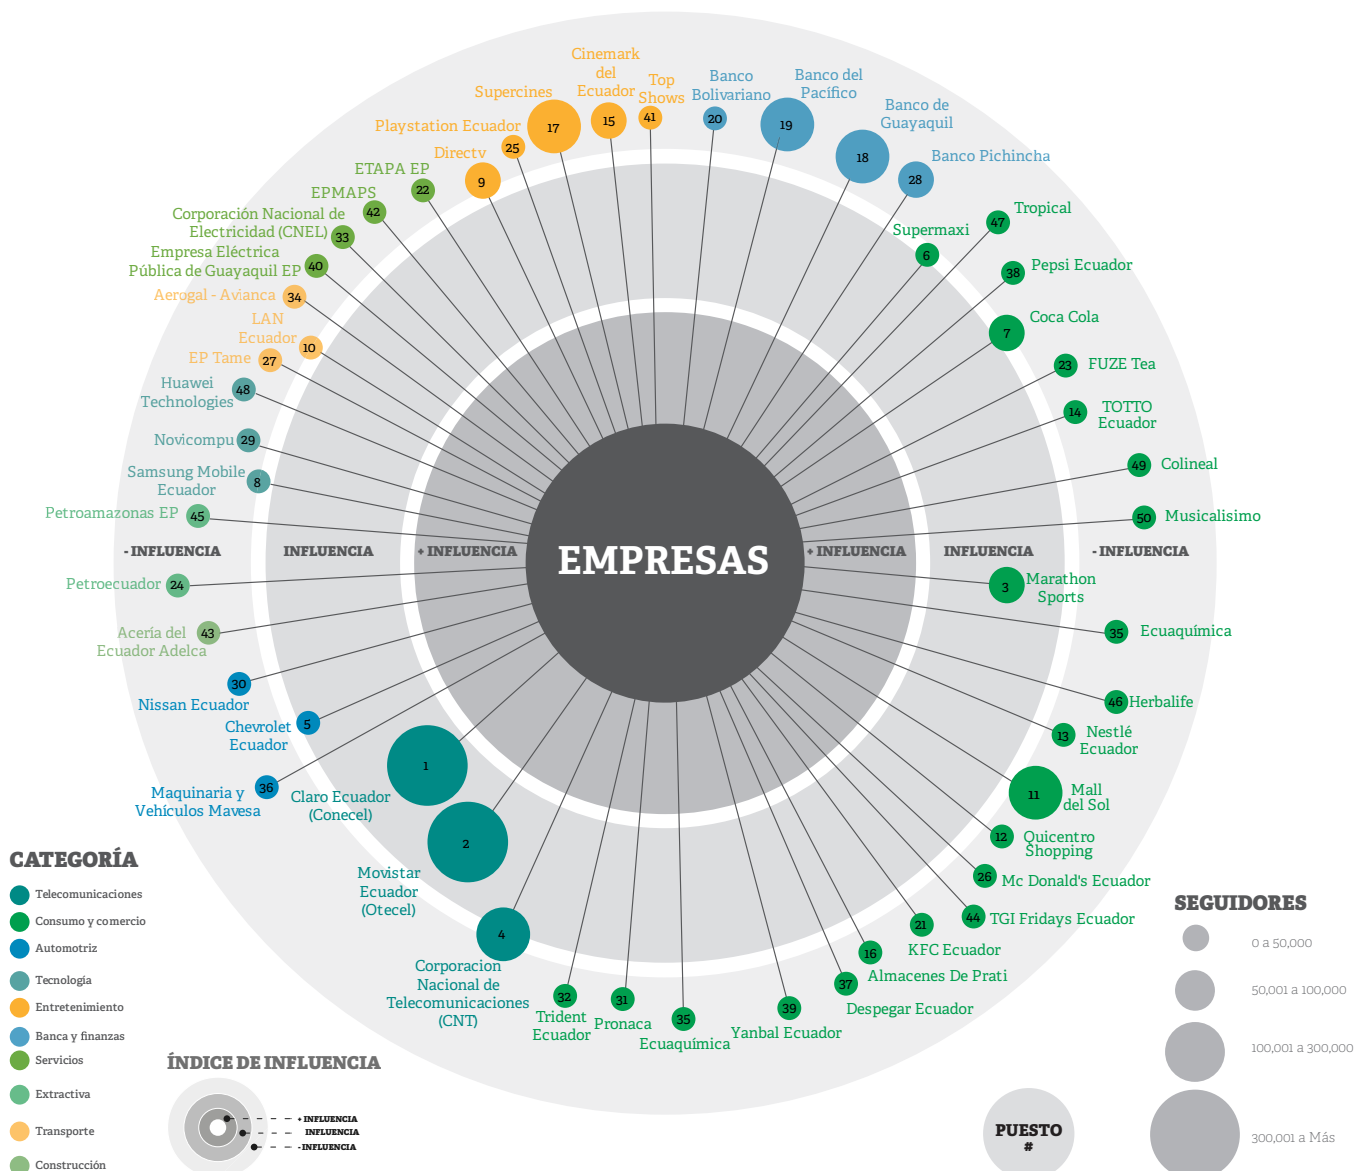 Cinemark
del
Ecuador
15
Top
Shows
41
Supercines
17
Playstation Ecuador
25
Directv
9
ETAPA EP
22
EPMAPS
42
Corporación Nacional de
Electricidad (CNEL)
33
Empresa Eléctrica
Pública de Guayaquil EP
40
Aerogal - Avianca
34
LAN
Ecuador
10
EP Tame
27
Huawei
Technologies
48
Novicompu
29
Samsung Mobile
Ecuador
8
Petroamazonas EP
45
Banco
Bolivariano
20
Banco del
Pacífico
19
Banco de
Guayaquil
18
Banco Pichincha
28
Tropical
47
Supermaxi
6
Pepsi Ecuador
38
Coca Cola
7
FUZE Tea
23
TOTTO
Ecuador
14
Colineal
49
Musicalisimo
50
- INFLUENCIA
INFLUENCIA
+ INFLUENCIA
EMPRESAS
+ INFLUENCIA
INFLUENCIA
- INFLUENCIA
Petroecuador
24
Acería del
Ecuador Adelca
43
Nissan Ecuador
30
Chevrolet
Ecuador
5
Maquinaria y
Vehículos Mavesa
36
Claro Ecuador
(Conecel)
1
Movistar
Ecuador
(Otecel)
2
Corporacion
Nacional de
Telecomunicaciones
(CNT)
4
Marathon
Sports
3
Ecuaquímica
35
Herbalife
46
Nestlé
Ecuador
13
Mall
del Sol
11
Quicentro
Shopping
12
Mc Donald's Ecuador
26
TGI Fridays Ecuador
44
KFC Ecuador
21
Almacenes De Prati
16
Despegar Ecuador
37
Yanbal Ecuador
39
Ecuaquímica
35
Pronaca
31
Trident
Ecuador
32
CATEGORÍA
Telecomunicaciones
Consumo y comercio
Automotriz
Tecnología
Entretenimiento
Banca y finanzas
Servicios
Extractiva
Transporte
Construcción
ÍNDICE DE INFLUENCIA
+ INFLUENCIA
INFLUENCIA
- INFLUENCIA
PUESTO
#
SEGUIDORES
0 a 50,000
50,001 a 100,000
100,001 a 300,000
300,001 a Más